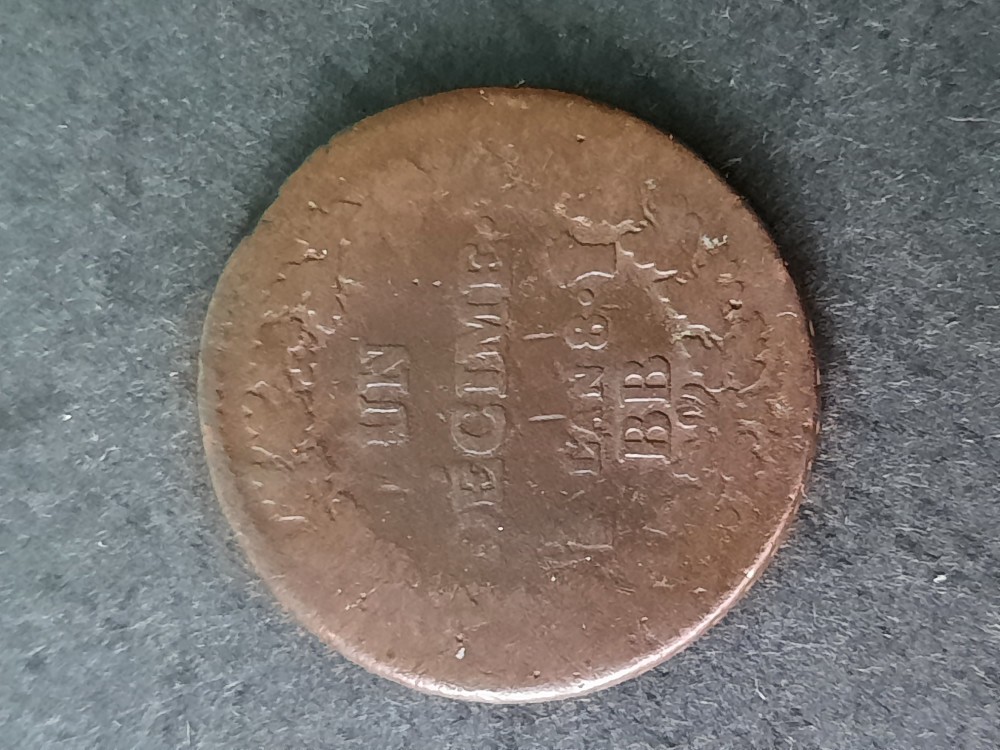 UN
DÉCIME
L'AN 8.
BB